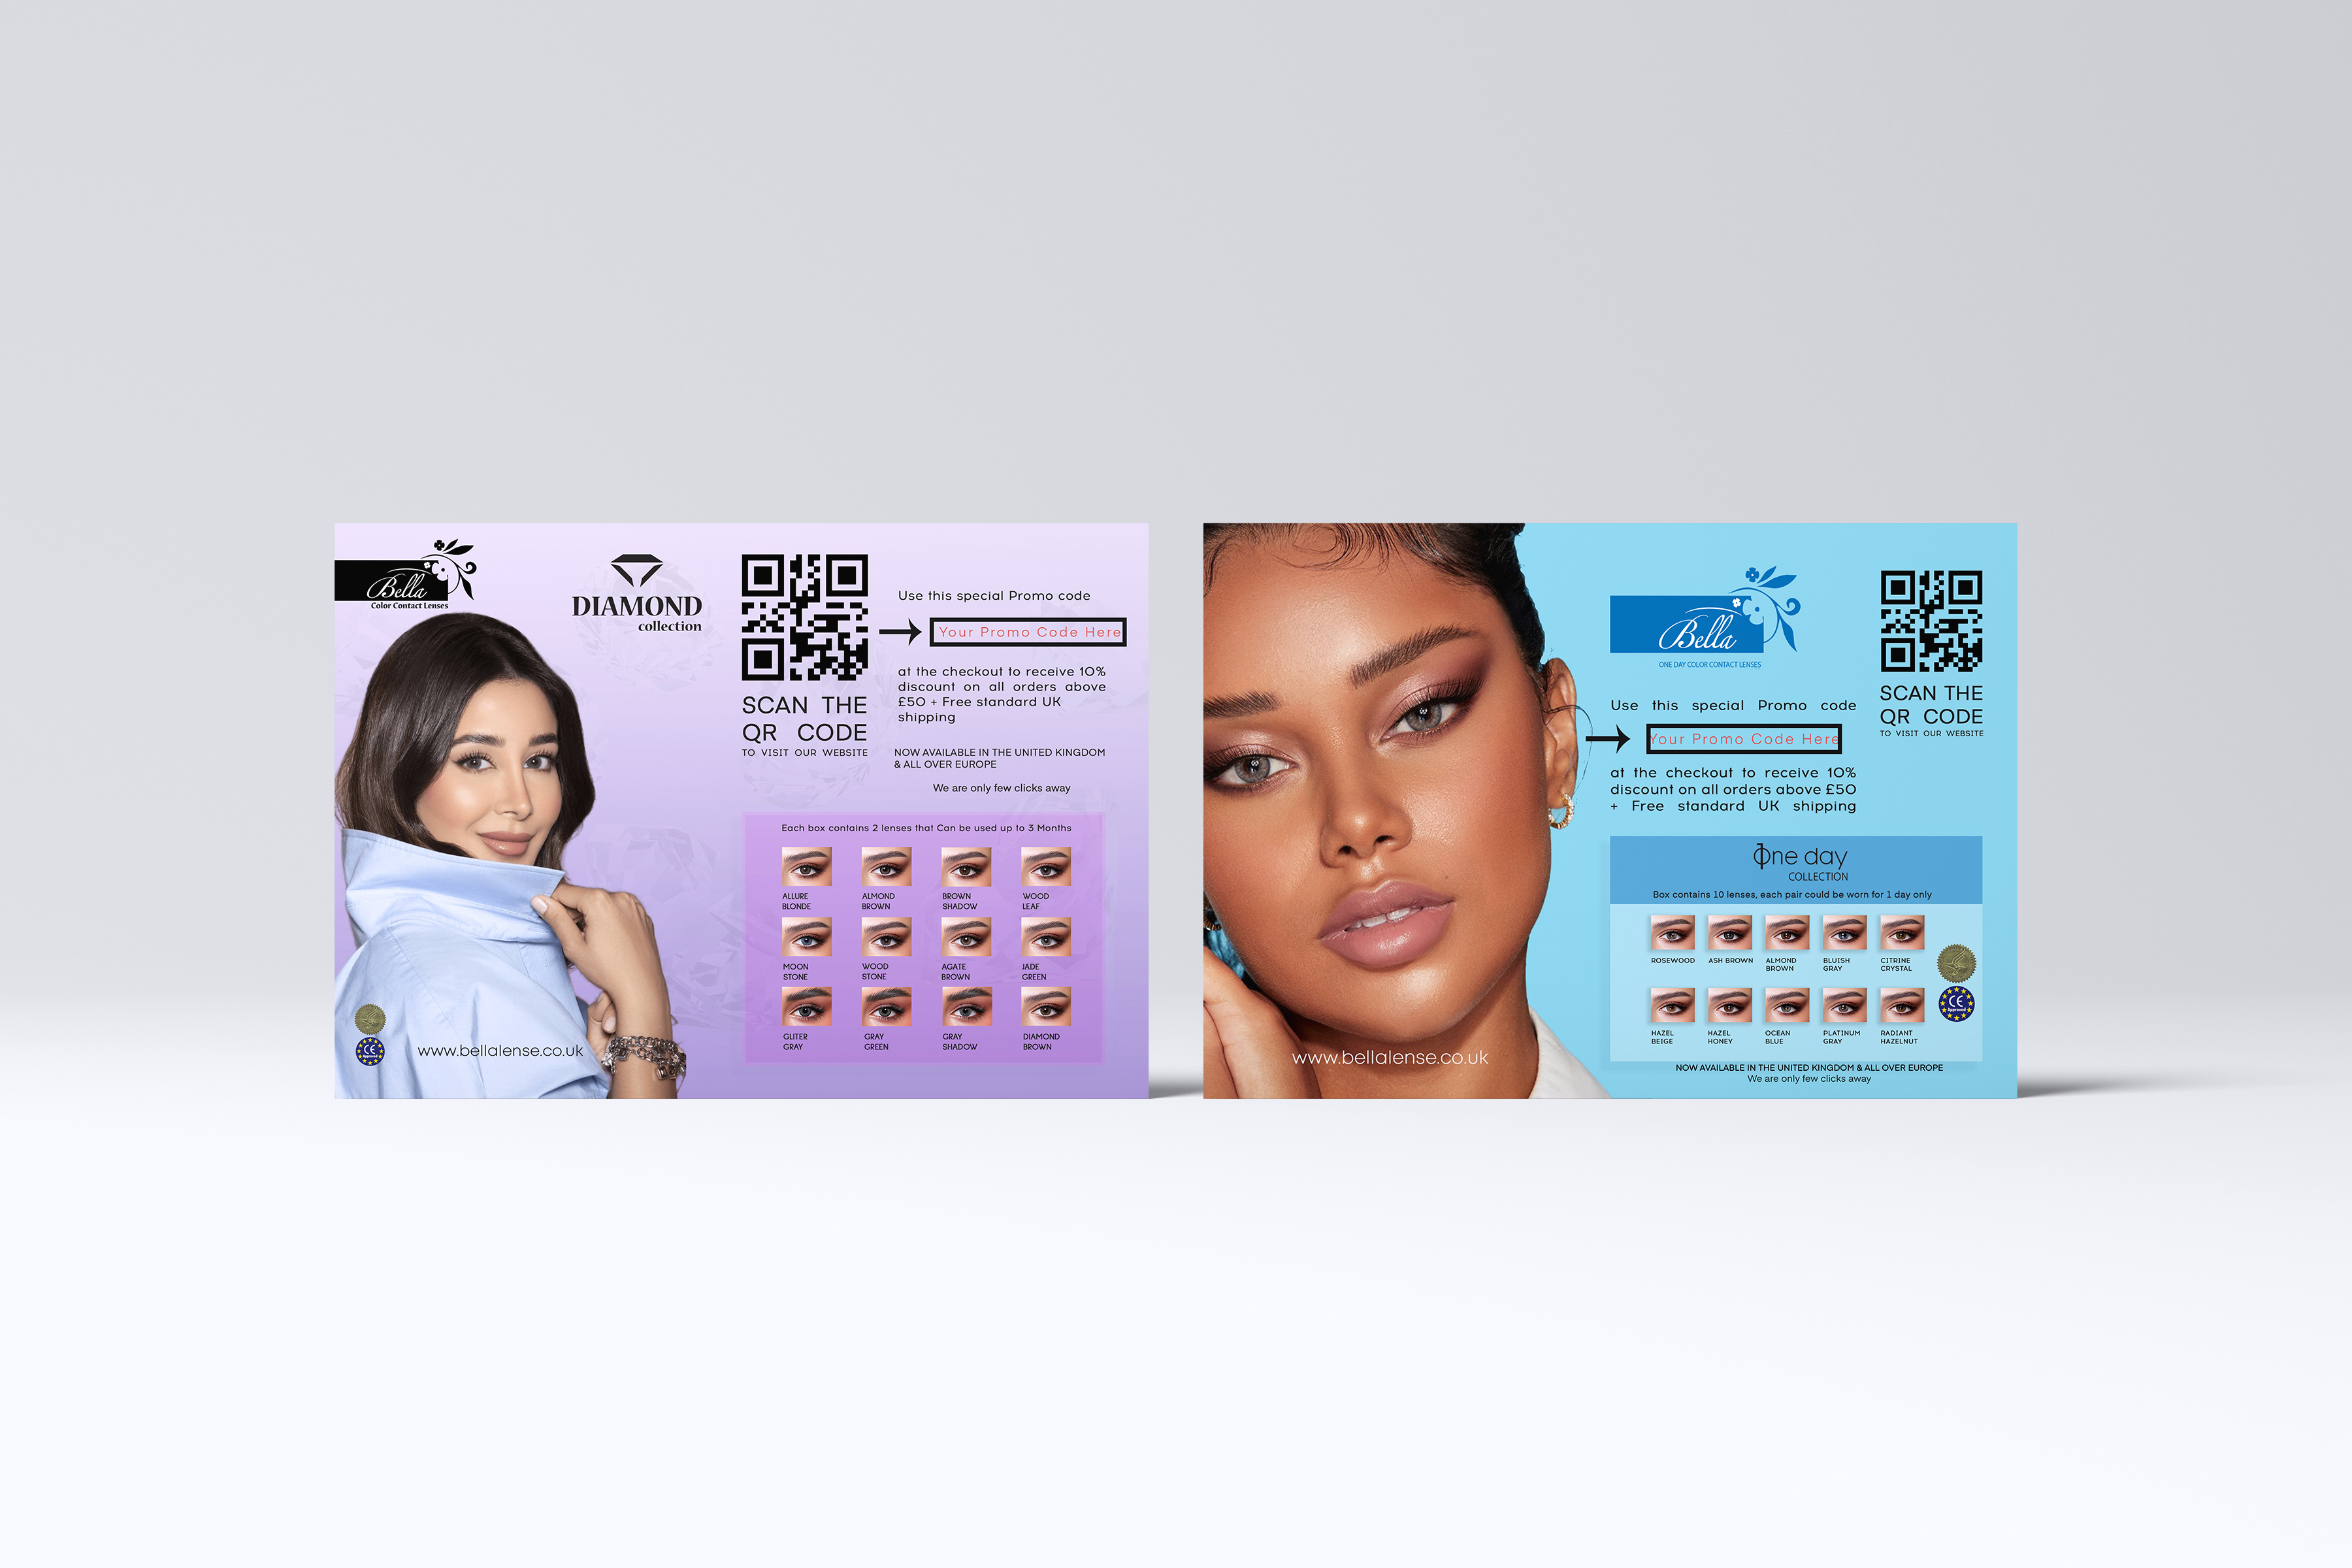 Bella
Color Contact Lenses
DIAMOND
collection
SCAN THE
QR CODE
TO VISIT OUR WEBSITE
Use this special Promo code
Your Promo Code Here
at the checkout to receive 10%
discount on all orders above
£50 + Free standard UK
shipping
NOW AVAILABLE IN THE UNITED KINGDOM
& ALL OVER EUROPE
We are only few clicks away
Each box contains 2 lenses that Can be used up to 3 Months
ALLURE
BLONDE
ALMOND
BROWN
BROWN
SHADOW
WOOD
LEAF
MOON
STONE
WOOD
STONE
AGATE
BROWN
JADE
GREEN
GLITER
GRAY
GRAY
GREEN
GRAY
SHADOW
DIAMOND
BROWN
CE
Approved
www.bellalense.co.uk
Bella
ONE DAY COLOR CONTACT LENSES
SCAN THE
QR CODE
TO VISIT OUR WEBSITE
Use this special Promo code
Your Promo Code Here
at the checkout to receive 10%
discount on all orders above £50
+ Free standard UK shipping
One day
COLLECTION
Box contains 10 lenses, each pair could be worn for 1 day only
ROSEWOOD
ASH BROWN
ALMOND
BROWN
BLUISH
GRAY
CITRINE
CRYSTAL
HAZEL
BEIGE
HAZEL
HONEY
OCEAN
BLUE
PLATINUM
GRAY
RADIANT
HAZELNUT
CE
Approved
NOW AVAILABLE IN THE UNITED KINGDOM & ALL OVER EUROPE
We are only few clicks away
www.bellalense.co.uk